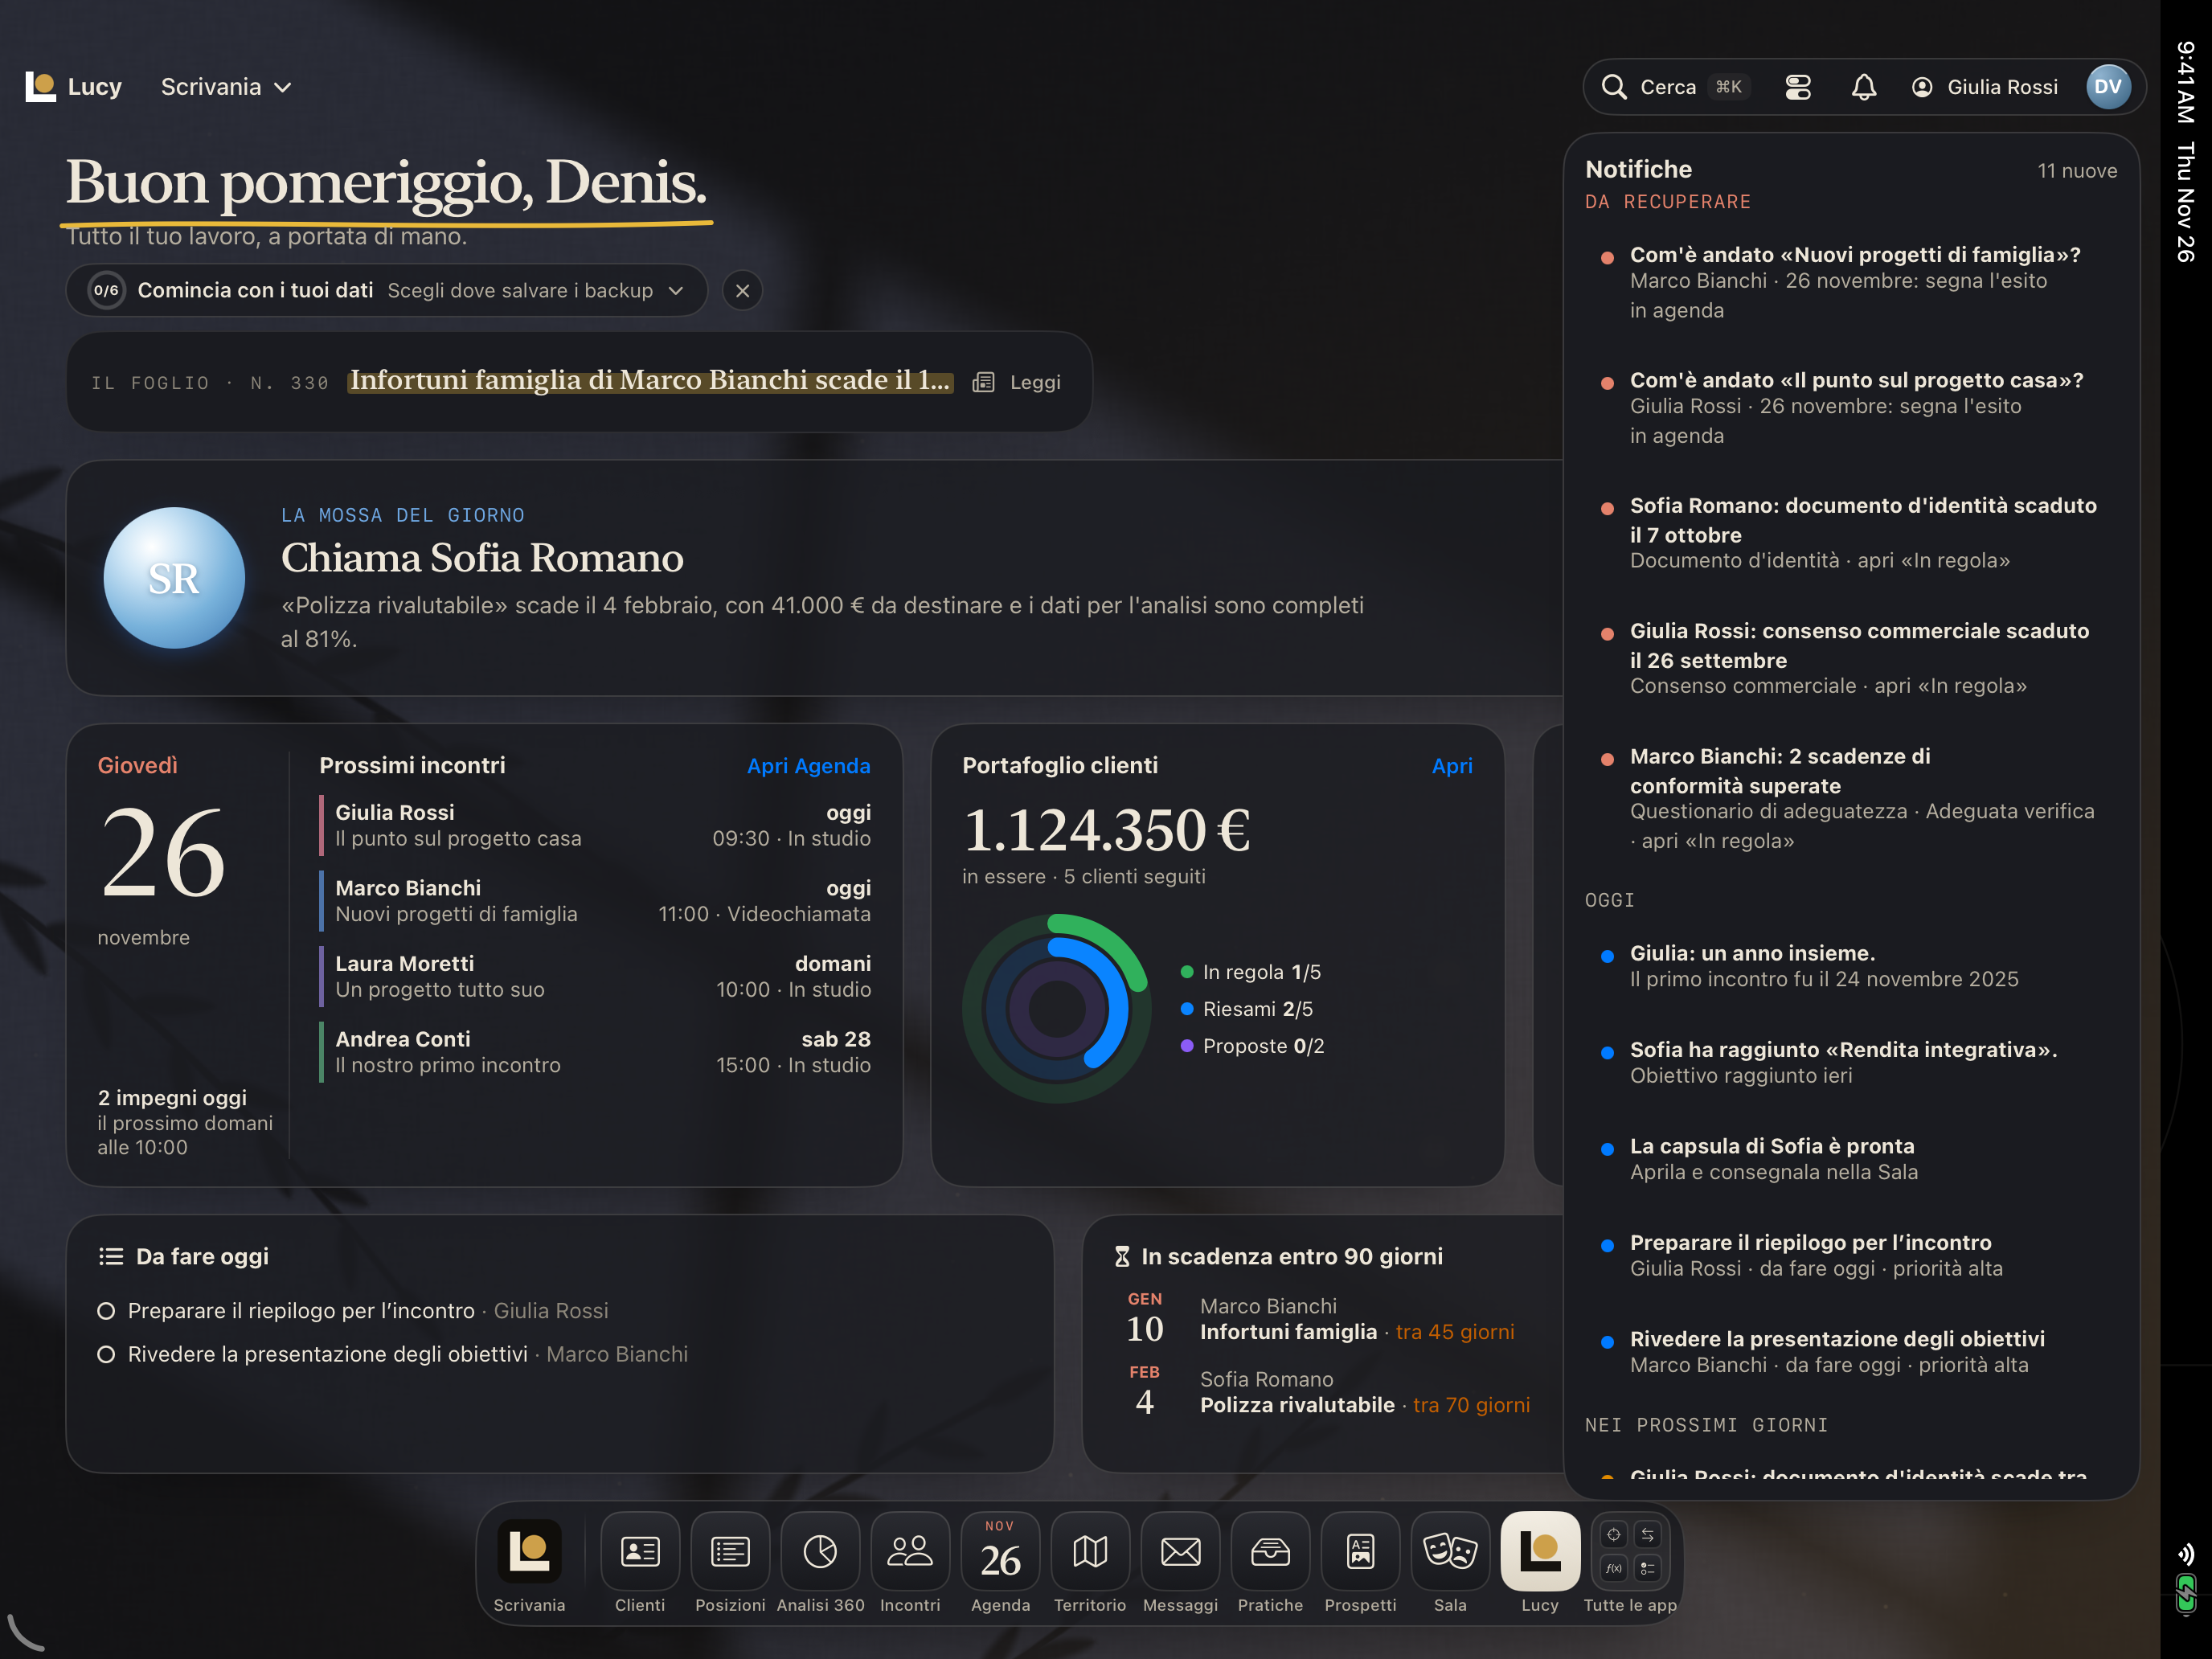 Lucy
Scrivania
Cerca ⌘K
Giulia Rossi
DV
9:41 AM Thu Nov 26
Buon pomeriggio, Denis.
Tutto il tuo lavoro, a portata di mano.
0/6 Comincia con i tuoi dati Scegli dove salvare i backup
IL FOGLIO · N. 330 Infortuni famiglia di Marco Bianchi scade il 1... Leggi
SR
LA MOSSA DEL GIORNO
Chiama Sofia Romano
«Polizza rivalutabile» scade il 4 febbraio, con 41.000 € da destinare e i dati per l'analisi sono completi
al 81%.
Giovedì
26
novembre
2 impegni oggi
il prossimo domani
alle 10:00
Prossimi incontri Apri Agenda
Giulia Rossi oggi
Il punto sul progetto casa 09:30 · In studio
Marco Bianchi oggi
Nuovi progetti di famiglia 11:00 · Videochiamata
Laura Moretti domani
Un progetto tutto suo 10:00 · In studio
Andrea Conti sab 28
Il nostro primo incontro 15:00 · In studio
Portafoglio clienti Apri
1.124.350 €
in essere · 5 clienti seguiti
In regola 1/5
Riesami 2/5
Proposte 0/2
Da fare oggi
Preparare il riepilogo per l’incontro · Giulia Rossi
Rivedere la presentazione degli obiettivi · Marco Bianchi
In scadenza entro 90 giorni
GEN
10
Marco Bianchi
Infortuni famiglia · tra 45 giorni
FEB
4
Sofia Romano
Polizza rivalutabile · tra 70 giorni
Notifiche 11 nuove
DA RECUPERARE
Com'è andato «Nuovi progetti di famiglia»?
Marco Bianchi · 26 novembre: segna l'esito
in agenda
Com'è andato «Il punto sul progetto casa»?
Giulia Rossi · 26 novembre: segna l'esito
in agenda
Sofia Romano: documento d'identità scaduto
il 7 ottobre
Documento d'identità · apri «In regola»
Giulia Rossi: consenso commerciale scaduto
il 26 settembre
Consenso commerciale · apri «In regola»
Marco Bianchi: 2 scadenze di
conformità superate
Questionario di adeguatezza · Adeguata verifica
· apri «In regola»
OGGI
Giulia: un anno insieme.
Il primo incontro fu il 24 novembre 2025
Sofia ha raggiunto «Rendita integrativa».
Obiettivo raggiunto ieri
La capsula di Sofia è pronta
Aprila e consegnala nella Sala
Preparare il riepilogo per l’incontro
Giulia Rossi · da fare oggi · priorità alta
Rivedere la presentazione degli obiettivi
Marco Bianchi · da fare oggi · priorità alta
NEI PROSSIMI GIORNI
Giulia Rossi: documento d'identità scade tra
NOV
26
f(x)
Scrivania Clienti Posizioni Analisi 360 Incontri Agenda Territorio Messaggi Pratiche Prospetti Sala Lucy Tutte le app